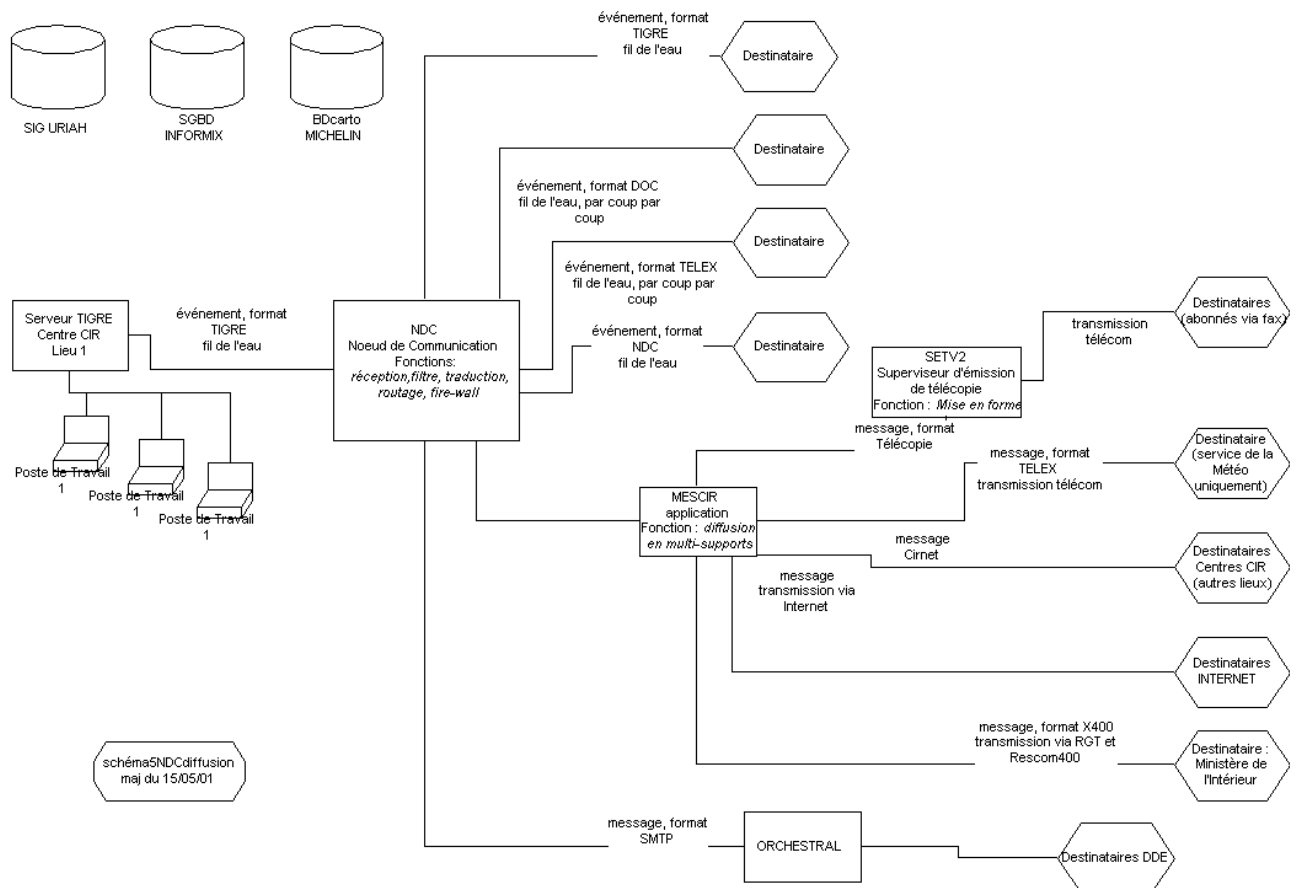 événement, format
TIGRE
fil de l'eau
Destinataire
SIG URIAH
SGBD
INFORMIX
BDcarto
MICHELIN
Destinataire
événement, format DOC
fil de l'eau, par coup par
coup
Destinataire
événement, format TELEX
fil de l'eau, par coup par
coup
Serveur TIGRE
Centre CIR
Lieu 1
événement, format
TIGRE
fil de l'eau
NDC
Noeud de Communication
Fonctions:
réception,filtre, traduction,
routage, fire-wall
événement, format
NDC
fil de l'eau
Destinataire
transmission
télécom
Destinataires
(abonnés via fax)
SETV2
Superviseur d'émission
de télécopie
Fonction : Mise en forme
message, format
Télécopie
Poste de Travail
1
Poste de Travail
1
Poste de Travail
1
message, format
TELEX
transmission télécom
Destinataire
(service de la
Météo
uniquement)
MESCIR
application
Fonction : diffusion
en multi-supports
message
Cirnet
Destinataires
Centres CIR
(autres lieux)
message
transmission via
Internet
Destinataires
INTERNET
message, format X400
transmission via RGT et
Rescom400
Destinataire :
Ministère de
l'Intérieur
schéma5NDCdiffusion
maj du 15/05/01
message, format
SMTP
ORCHESTRAL
Destinataires DDE